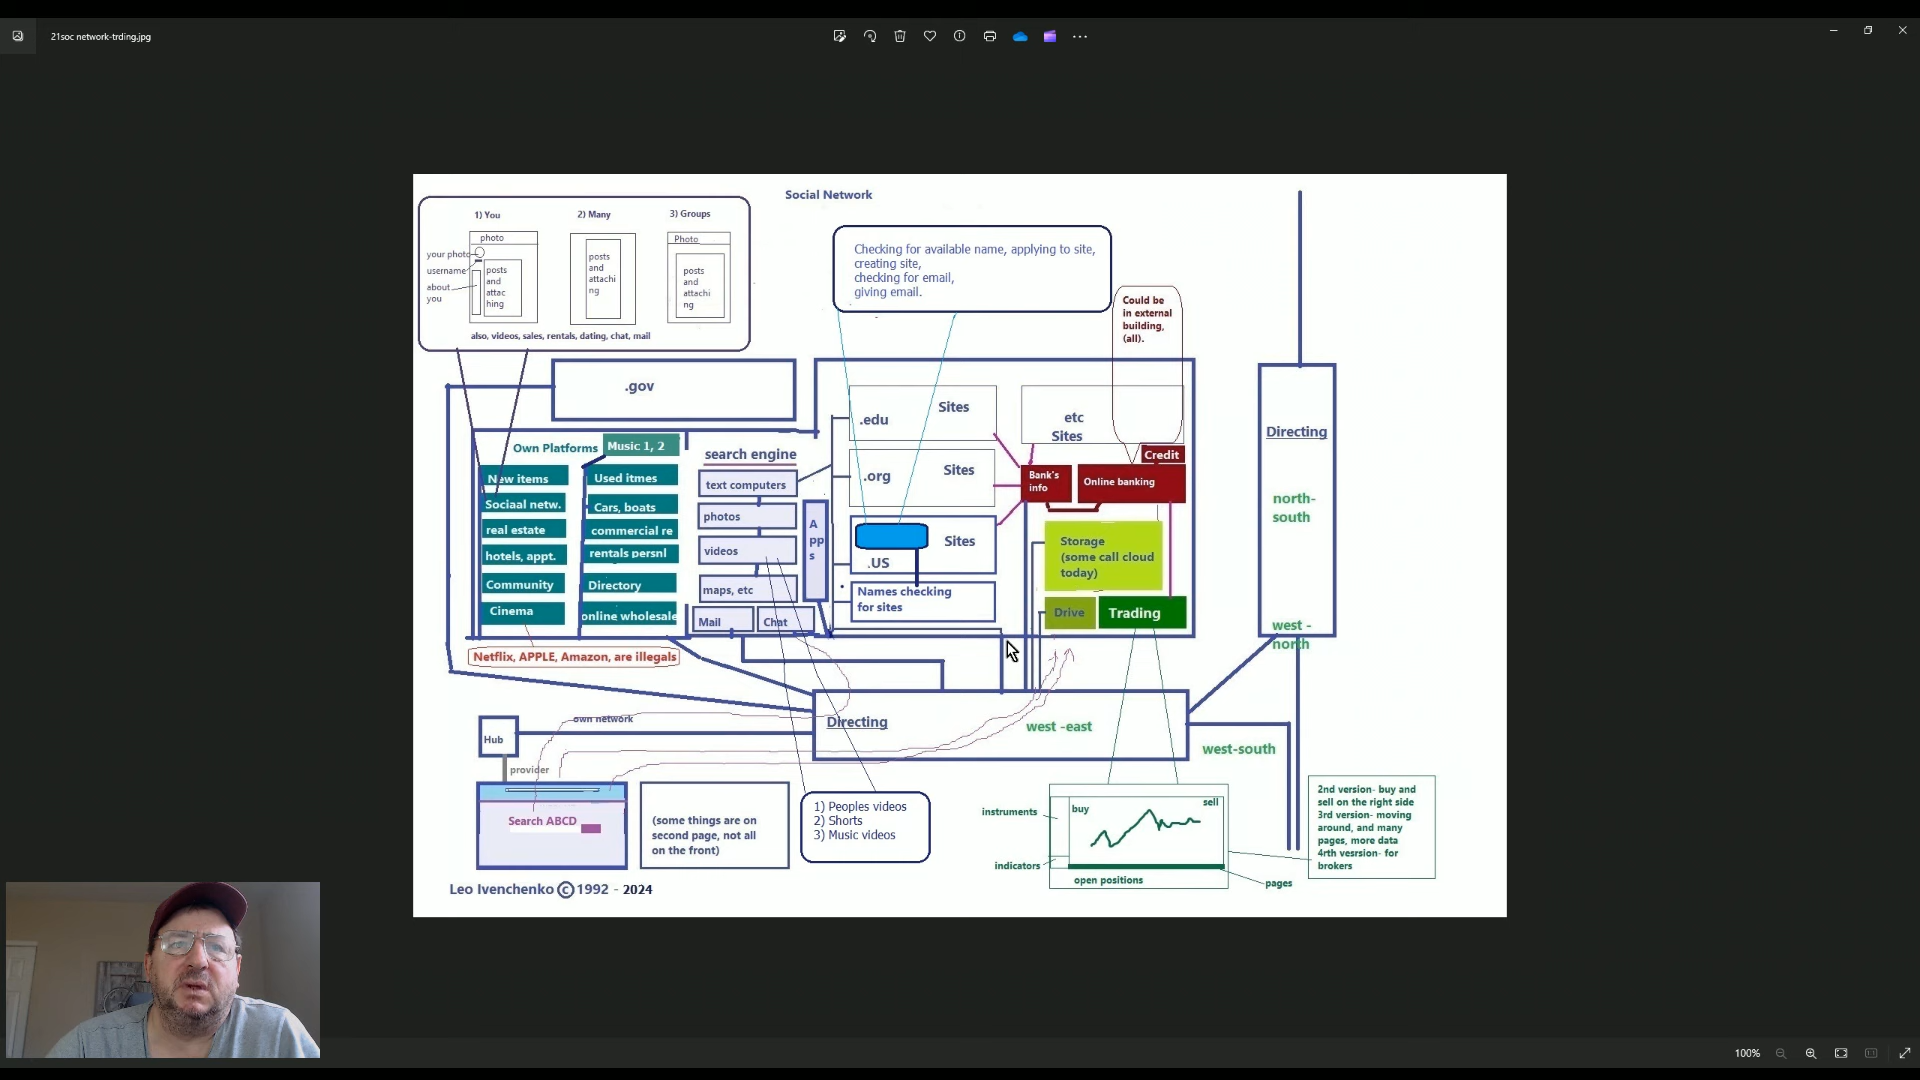 21soc network-trding.jpg
Social Network
1) You
2) Many
3) Groups
photo
Photo
your photo
username
about
you
posts
and
attac
hing
posts
and
attachi
ng
posts
and
attachi
ng
also, videos, sales, rentals, dating, chat, mail
Checking for available name, applying to site,
creating site,
checking for email,
giving email.
Could be
in external
building,
(all).
.gov
.edu
Sites
etc
Sites
Own Platforms
Music 1, 2
search engine
.org
Sites
Credit
Bank's
info
Online banking
New items
Sociaal netw.
real estate
hotels, appt.
Community
Cinema
Used itmes
Cars, boats
commercial re
rentals persnl
Directory
online wholesale
text computers
photos
videos
maps, etc
Mail
Chat
A
pp
s
Sites
.US
Names checking
for sites
Storage
(some call cloud
today)
Drive
Trading
Directing
north-
south
west -
north
Netflix, APPLE, Amazon, are illegals
own network
Directing
west -east
west-south
Hub
provider
Search ABCD
(some things are on
second page, not all
on the front)
1) Peoples videos
2) Shorts
3) Music videos
instruments
indicators
buy
sell
open positions
pages
2nd version- buy and
sell on the right side
3rd version- moving
around, and many
pages, more data
4rth vesrsion- for
brokers
Leo Ivenchenko © 1992 - 2024
100%